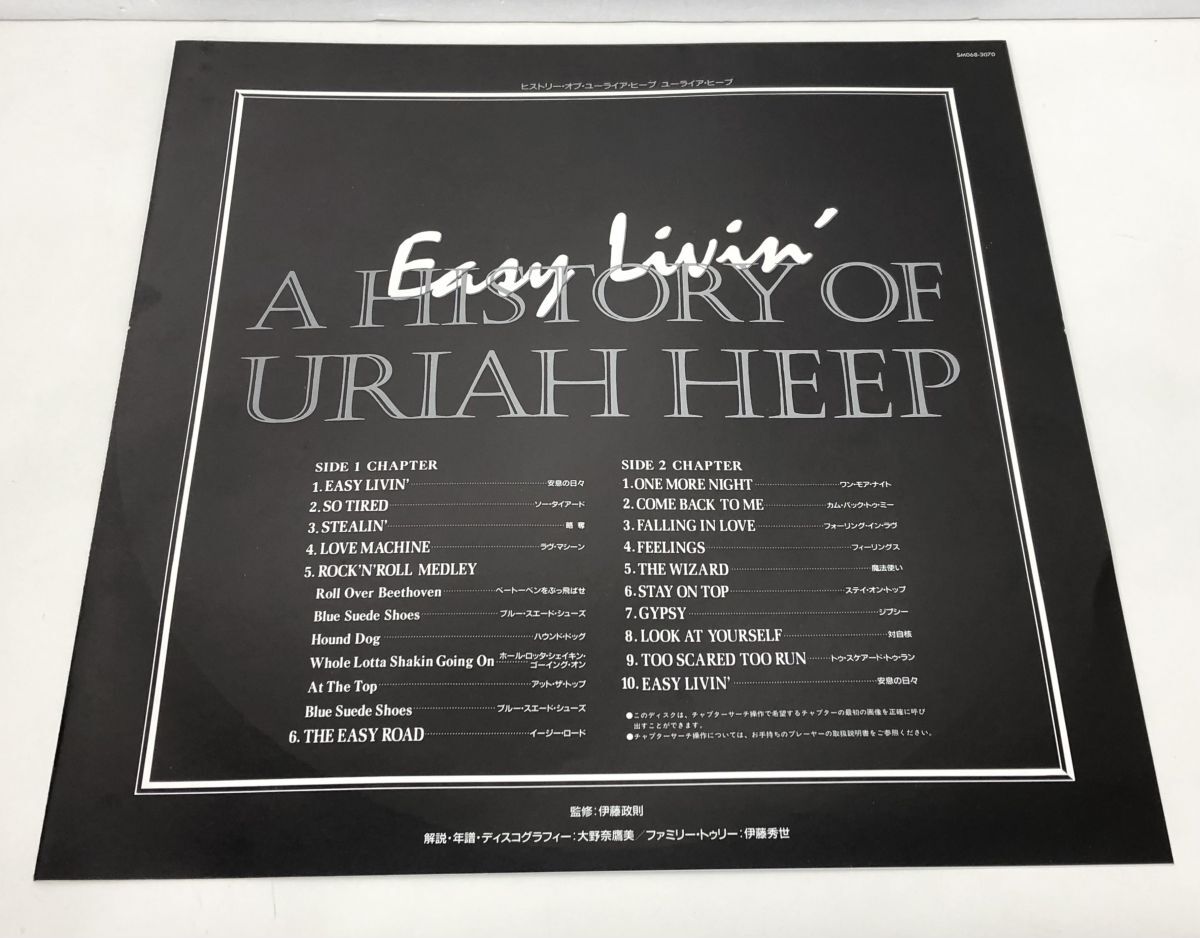 SM068-3070
ヒストリー・オブ・ユーライア・ヒープ ユーライア・ヒープ
Easy Livin'
A HISTORY OF
URIAH HEEP
SIDE 1 CHAPTER
1. EASY LIVIN' 安息の日々
2. SO TIRED ソー・タイアード
3. STEALIN' 略奪
4. LOVE MACHINE ラヴ・マシーン
5. ROCK'N'ROLL MEDLEY
Roll Over Beethoven ベートーベンをぶっ飛ばせ
Blue Suede Shoes ブルー・スエード・シューズ
Hound Dog ハウンド・ドッグ
Whole Lotta Shakin Going On ホール・ロッタ・シェイキン・
ゴーイング・オン
At The Top アット・ザ・トップ
Blue Suede Shoes ブルー・スエード・シューズ
6. THE EASY ROAD イージー・ロード
SIDE 2 CHAPTER
1. ONE MORE NIGHT ワン・モア・ナイト
2. COME BACK TO ME カム・バック・トゥ・ミー
3. FALLING IN LOVE フォーリング・イン・ラヴ
4. FEELINGS フィーリングス
5. THE WIZARD 魔法使い
6. STAY ON TOP ステイ・オン・トップ
7. GYPSY ジプシー
8. LOOK AT YOURSELF 対自核
9. TOO SCARED TOO RUN トゥ・スケアード・トゥ・ラン
10. EASY LIVIN' 安息の日々
●このディスクは、チャプターサーチ操作で希望するチャプターの最初の画像を正確に呼び
出すことができます。
●チャプターサーチ操作については、お手持ちのプレーヤーの取扱説明書をご参照ください。
監修:伊藤政則
解説・年譜・ディスコグラフィー:大野奈鷹美/ファミリー・トゥリー:伊藤秀世